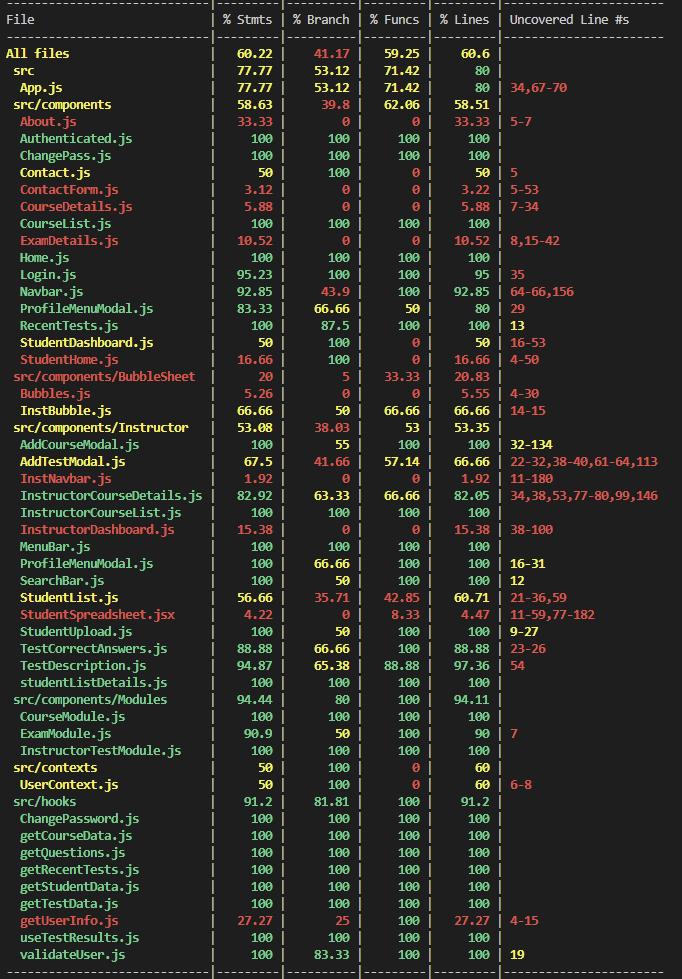 -----------------------------|---------|----------|---------|---------|-----------------------
File | % Stmts | % Branch | % Funcs | % Lines | Uncovered Line #s
-----------------------------|---------|----------|---------|---------|-----------------------
All files | 60.22 | 41.17 | 59.25 | 60.6 |
src | 77.77 | 53.12 | 71.42 | 80 |
App.js | 77.77 | 53.12 | 71.42 | 80 | 34,67-70
src/components | 58.63 | 39.8 | 62.06 | 58.51 |
About.js | 33.33 | 0 | 0 | 33.33 | 5-7
Authenticated.js | 100 | 100 | 100 | 100 |
ChangePass.js | 100 | 100 | 100 | 100 |
Contact.js | 50 | 100 | 0 | 50 | 5
ContactForm.js | 3.12 | 0 | 0 | 3.22 | 5-53
CourseDetails.js | 5.88 | 0 | 0 | 5.88 | 7-34
CourseList.js | 100 | 100 | 100 | 100 |
ExamDetails.js | 10.52 | 0 | 0 | 10.52 | 8,15-42
Home.js | 100 | 100 | 100 | 100 |
Login.js | 95.23 | 100 | 100 | 95 | 35
Navbar.js | 92.85 | 43.9 | 100 | 92.85 | 64-66,156
ProfileMenuModal.js | 83.33 | 66.66 | 50 | 80 | 29
RecentTests.js | 100 | 87.5 | 100 | 100 | 13
StudentDashboard.js | 50 | 100 | 0 | 50 | 16-53
StudentHome.js | 16.66 | 100 | 0 | 16.66 | 4-50
src/components/BubbleSheet | 20 | 5 | 33.33 | 20.83 |
Bubbles.js | 5.26 | 0 | 0 | 5.55 | 4-30
InstBubble.js | 66.66 | 50 | 66.66 | 66.66 | 14-15
src/components/Instructor | 53.08 | 38.03 | 53 | 53.35 |
AddCourseModal.js | 100 | 55 | 100 | 100 | 32-134
AddTestModal.js | 67.5 | 41.66 | 57.14 | 66.66 | 22-32,38-40,61-64,113
InstNavbar.js | 1.92 | 0 | 0 | 1.92 | 11-180
InstructorCourseDetails.js | 82.92 | 63.33 | 66.66 | 82.05 | 34,38,53,77-80,99,146
InstructorCourseList.js | 100 | 100 | 100 | 100 |
InstructorDashboard.js | 15.38 | 0 | 0 | 15.38 | 38-100
MenuBar.js | 100 | 100 | 100 | 100 |
ProfileMenuModal.js | 100 | 66.66 | 100 | 100 | 16-31
SearchBar.js | 100 | 50 | 100 | 100 | 12
StudentList.js | 56.66 | 35.71 | 42.85 | 60.71 | 21-36,59
StudentSpreadsheet.jsx | 4.22 | 0 | 8.33 | 4.47 | 11-59,77-182
StudentUpload.js | 100 | 50 | 100 | 100 | 9-27
TestCorrectAnswers.js | 88.88 | 66.66 | 100 | 88.88 | 23-26
TestDescription.js | 94.87 | 65.38 | 88.88 | 97.36 | 54
studentListDetails.js | 100 | 100 | 100 | 100 |
src/components/Modules | 94.44 | 80 | 100 | 94.11 |
CourseModule.js | 100 | 100 | 100 | 100 |
ExamModule.js | 90.9 | 50 | 100 | 90 | 7
InstructorTestModule.js | 100 | 100 | 100 | 100 |
src/contexts | 50 | 100 | 0 | 60 |
UserContext.js | 50 | 100 | 0 | 60 | 6-8
src/hooks | 91.2 | 81.81 | 100 | 91.2 |
ChangePassword.js | 100 | 100 | 100 | 100 |
getCourseData.js | 100 | 100 | 100 | 100 |
getQuestions.js | 100 | 100 | 100 | 100 |
getRecentTests.js | 100 | 100 | 100 | 100 |
getStudentData.js | 100 | 100 | 100 | 100 |
getTestData.js | 100 | 100 | 100 | 100 |
getUserInfo.js | 27.27 | 25 | 100 | 27.27 | 4-15
useTestResults.js | 100 | 100 | 100 | 100 |
validateUser.js | 100 | 83.33 | 100 | 100 | 19
-----------------------------|---------|----------|---------|---------|-----------------------